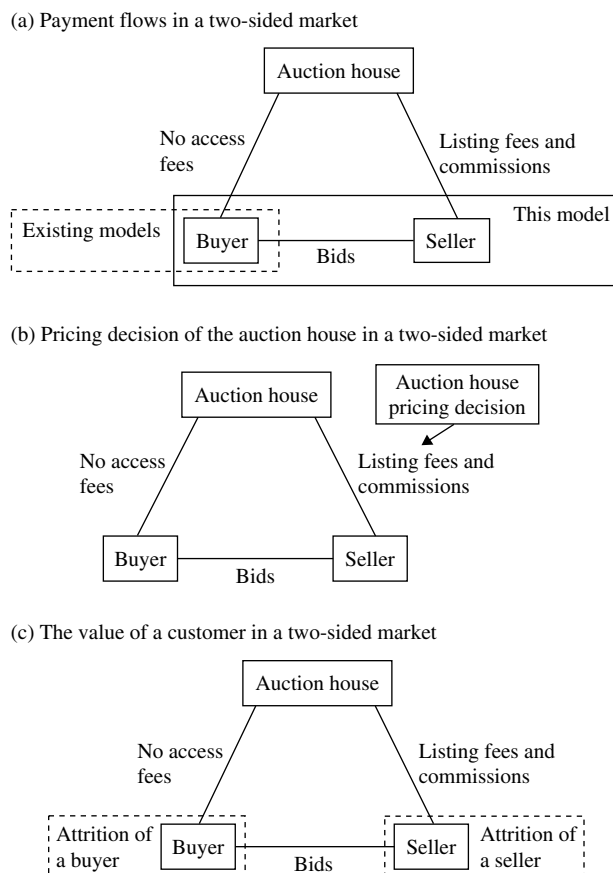 (a) Payment flows in a two-sided market
Auction house
No access
fees
Listing fees and
commissions
This model
Existing models
Buyer
Seller
Bids
(b) Pricing decision of the auction house in a two-sided market
Auction house
Auction house
pricing decision
No access
fees
Listing fees and
commissions
Buyer
Seller
Bids
(c) The value of a customer in a two-sided market
Auction house
No access
fees
Listing fees and
commissions
Attrition of
a buyer
Buyer
Seller
Attrition of
a seller
Bids